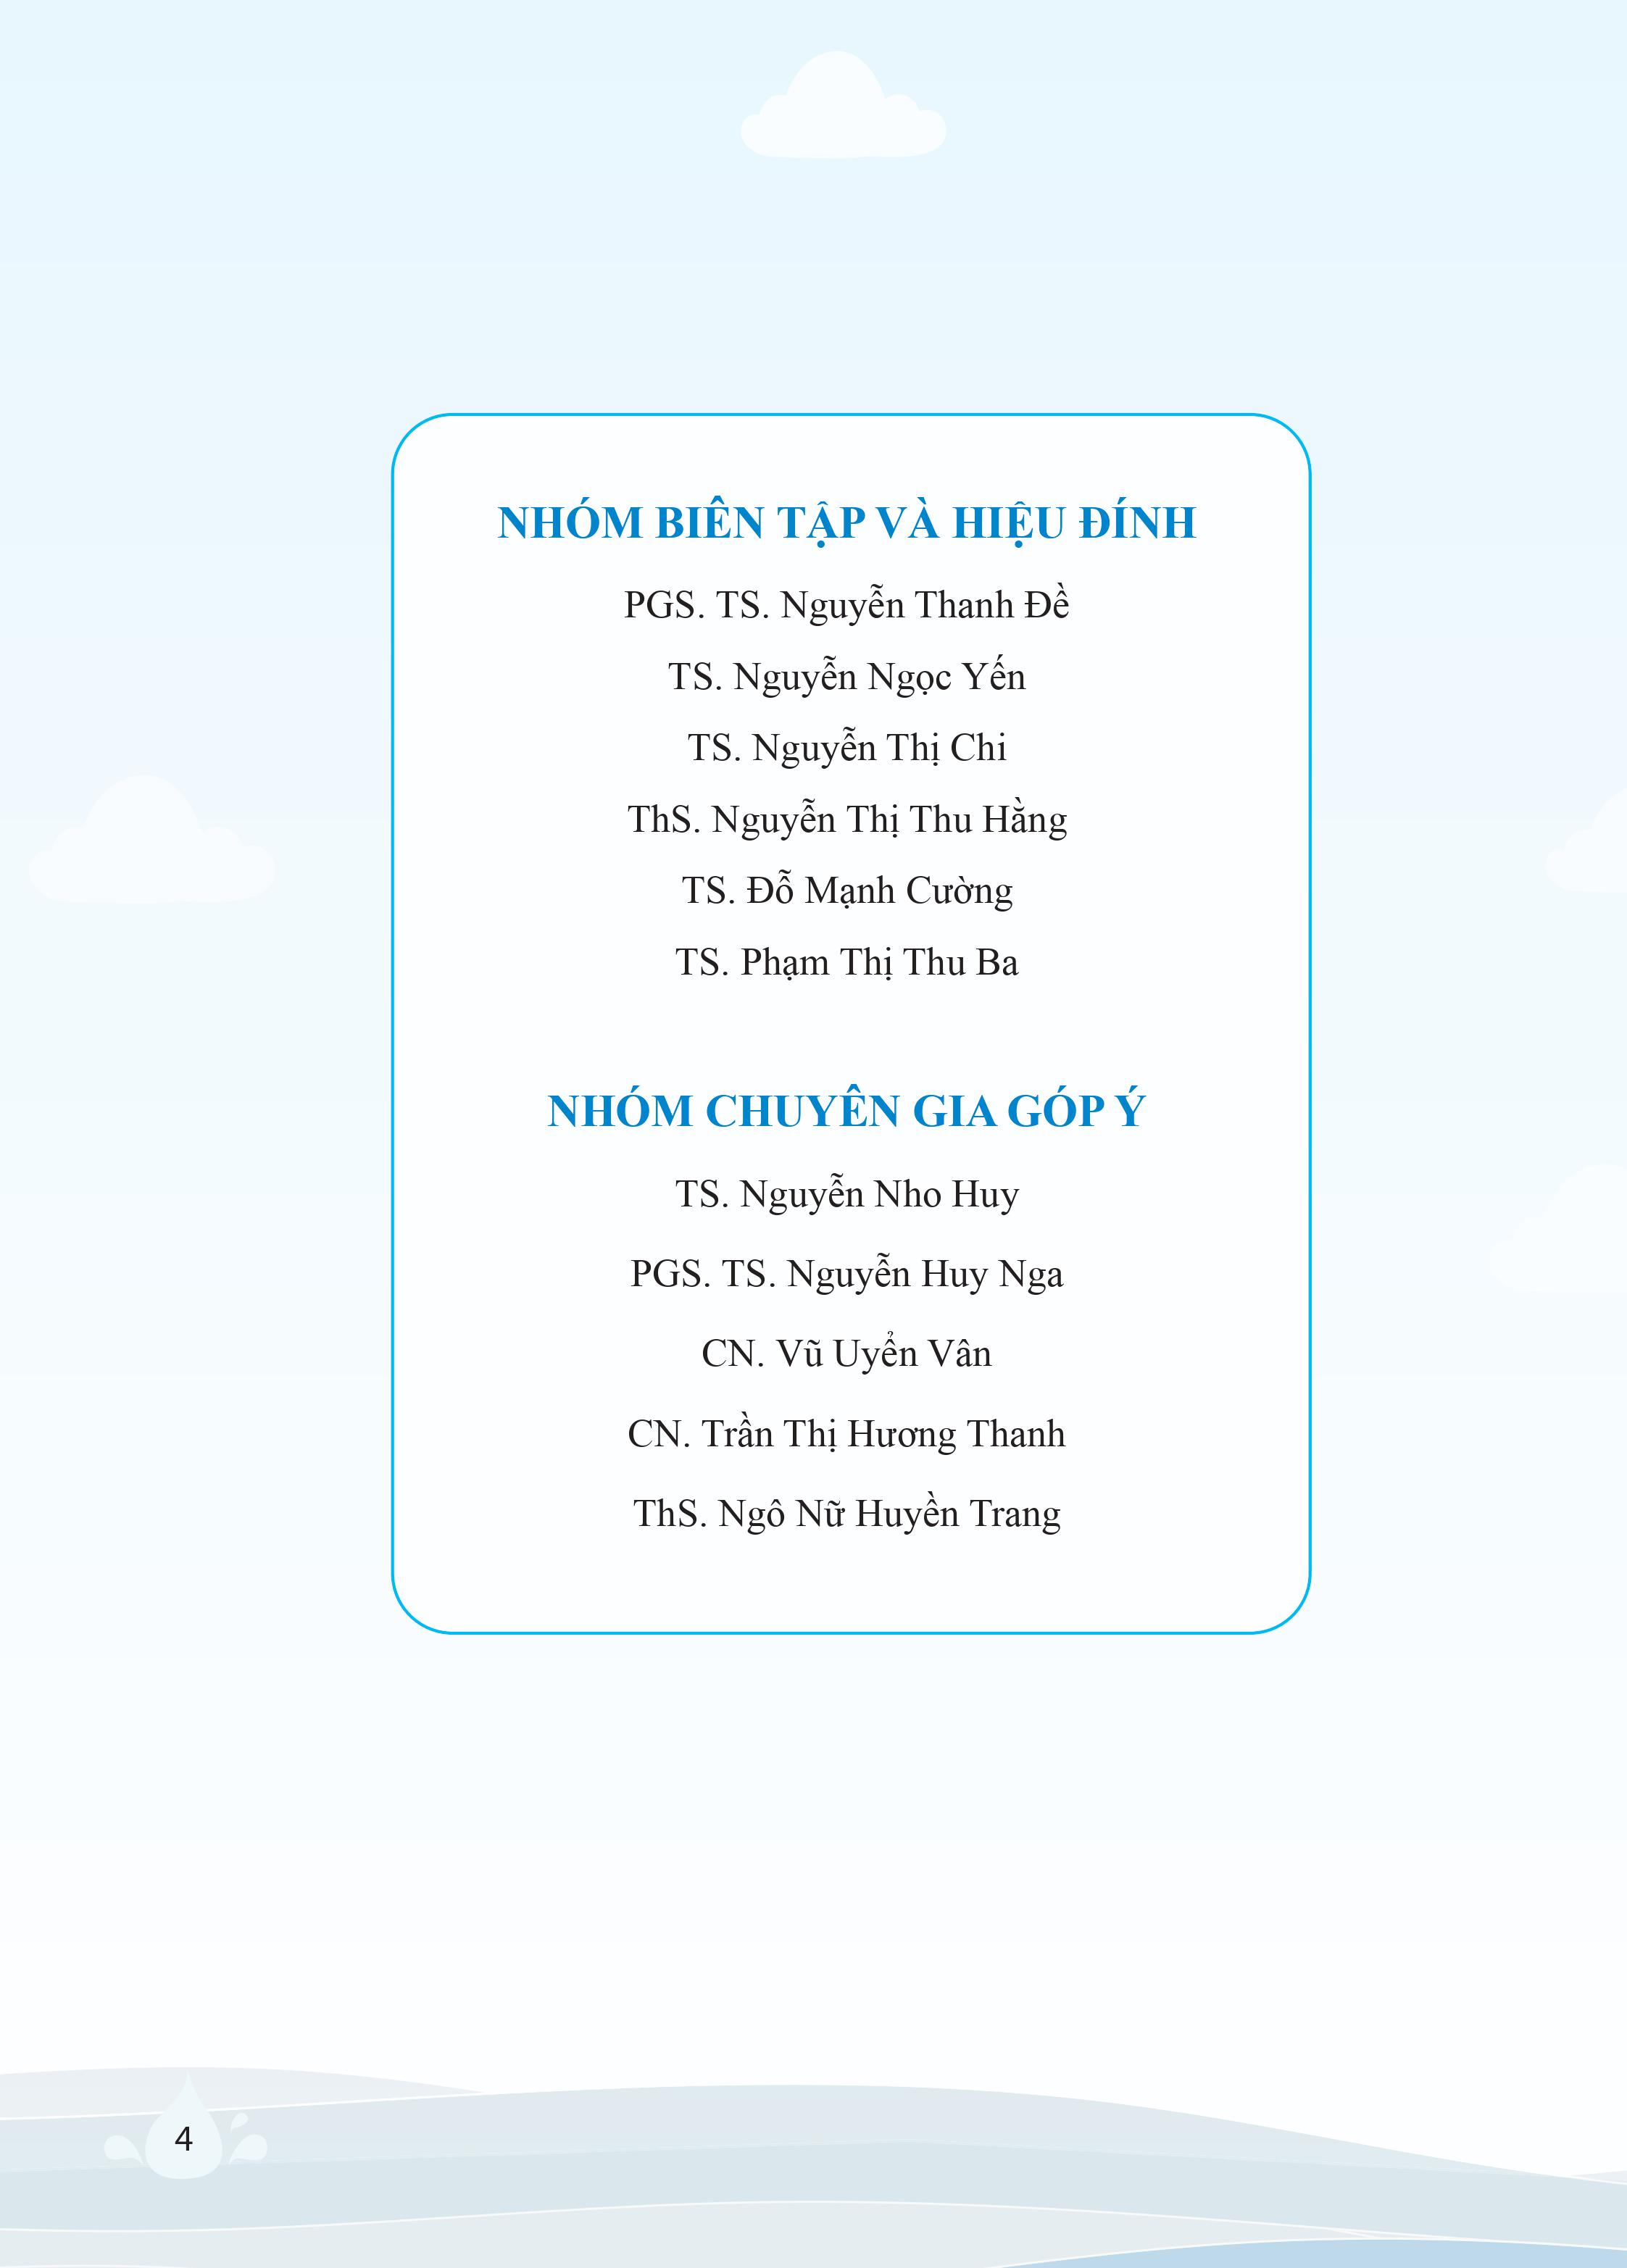 NHÓM BIÊN TẬP VÀ HIỆU ĐÍNH
PGS. TS. Nguyễn Thanh Đề
TS. Nguyễn Ngọc Yến
TS. Nguyễn Thị Chi
ThS. Nguyễn Thị Thu Hằng
TS. Đỗ Mạnh Cường
TS. Phạm Thị Thu Ba
NHÓM CHUYÊN GIA GÓP Ý
TS. Nguyễn Nho Huy
PGS. TS. Nguyễn Huy Nga
CN. Vũ Uyển Vân
CN. Trần Thị Hương Thanh
ThS. Ngô Nữ Huyền Trang
4